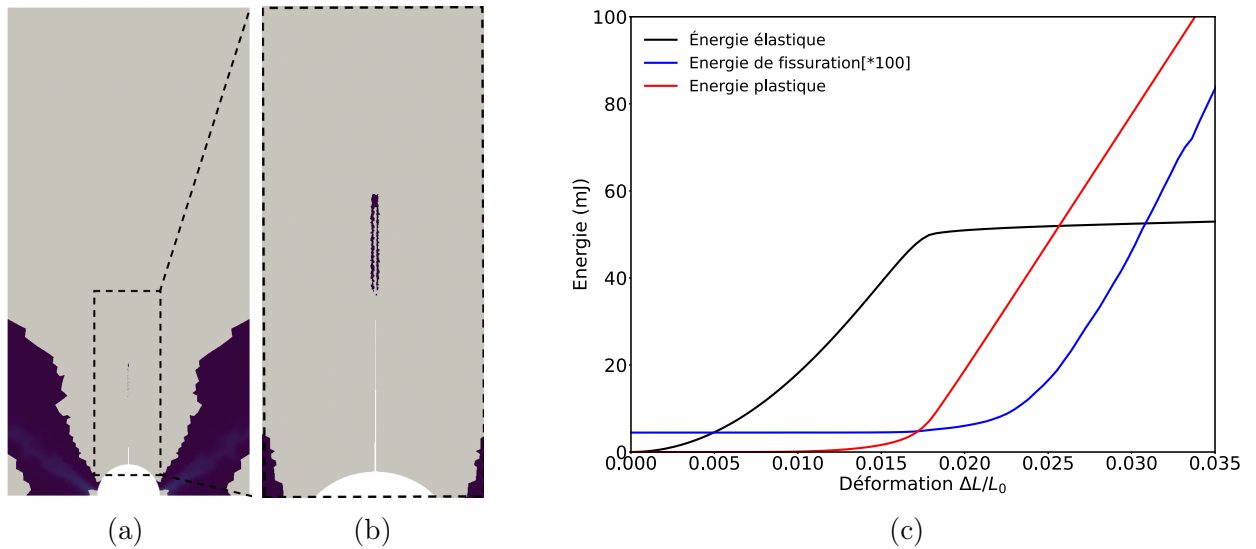 Énergie élastique
Energie de fissuration[*100]
Energie plastique
100
80
60
40
20
0
Energie (mJ)
0.000 0.005 0.010 0.015 0.020 0.025 0.030 0.035
Déformation ΔL/L₀
(a) (b) (c)